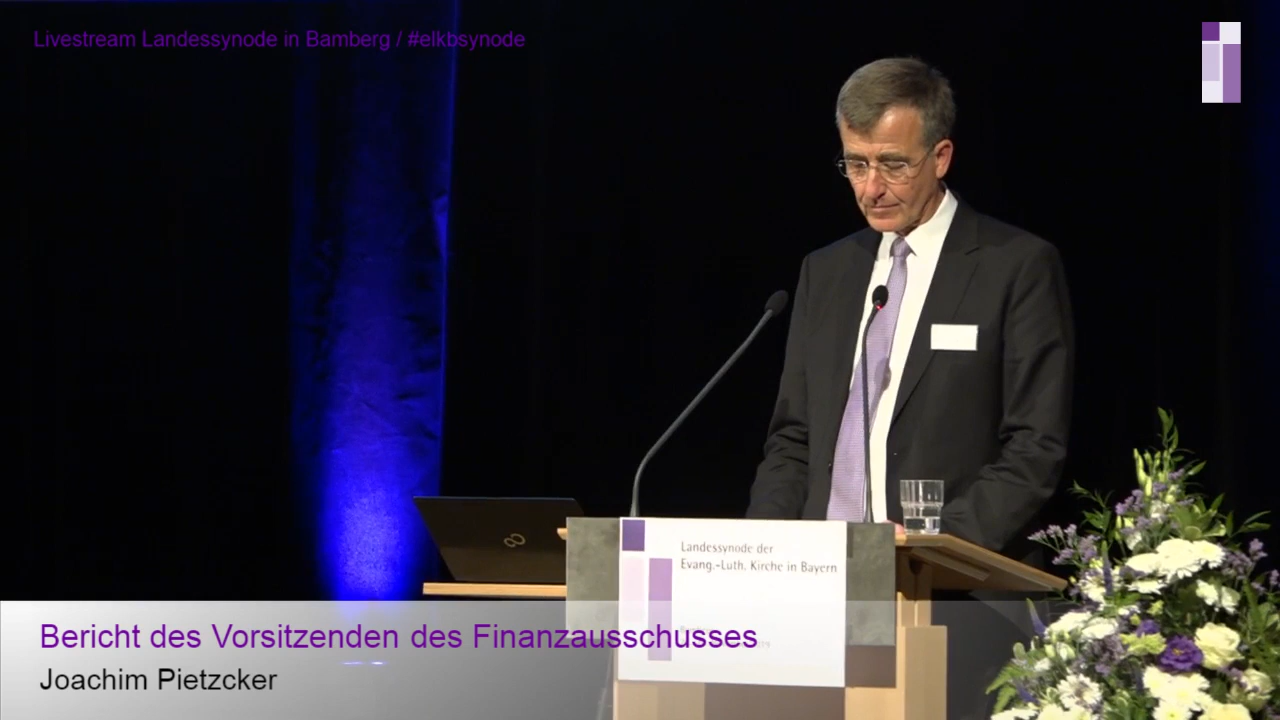 Livestream Landessynode in Bamberg / #elkbsynode
Landessynode der
Evang.-Luth. Kirche in Bayern
Bericht des Vorsitzenden des Finanzausschusses
Joachim Pietzcker